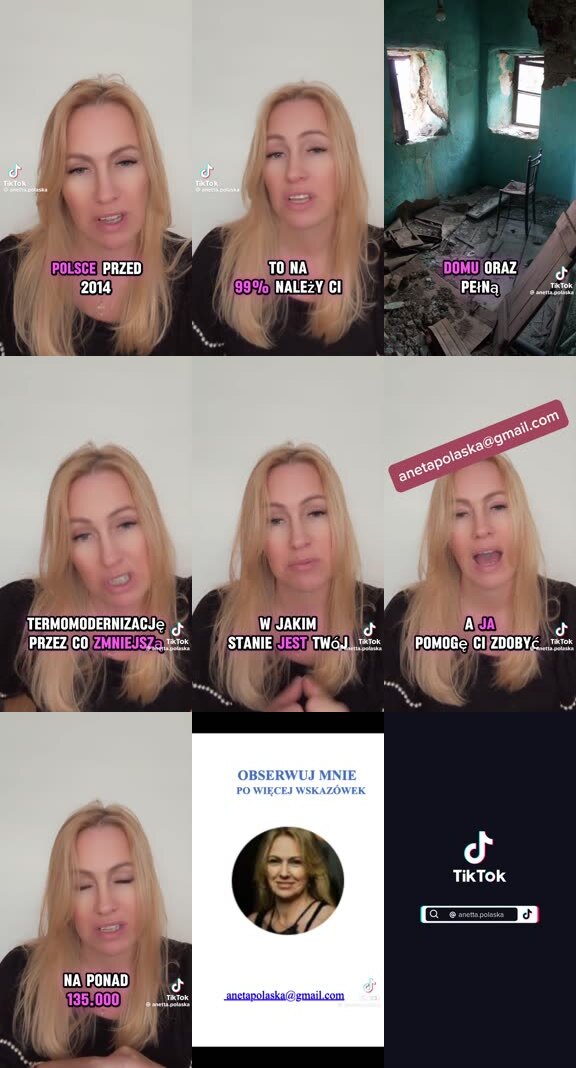 POLSCE PRZED
2014
TikTok
@ anetta.polaska
TO NA
99% NALEŻY CI
TikTok
@ anetta.polaska
DOMU ORAZ
PEŁNĄ
TikTok
@ anetta.polaska
TERMOMODERNIZACJĘ
PRZEZ CO ZMNIEJSZĄ
TikTok
@ anetta.polaska
W JAKIM
STANIE JEST TWÓJ
TikTok
@ anetta.polaska
anetapolaska@gmail.com
A JA
POMOGĘ CI ZDOBYĆ
TikTok
@ anetta.polaska
NA PONAD
135.000
TikTok
@ anetta.polaska
OBSERWUJ MNIE
PO WIĘCEJ WSKAZÓWEK
anetapolaska@gmail.com
TikTok
@ anetta.polaska